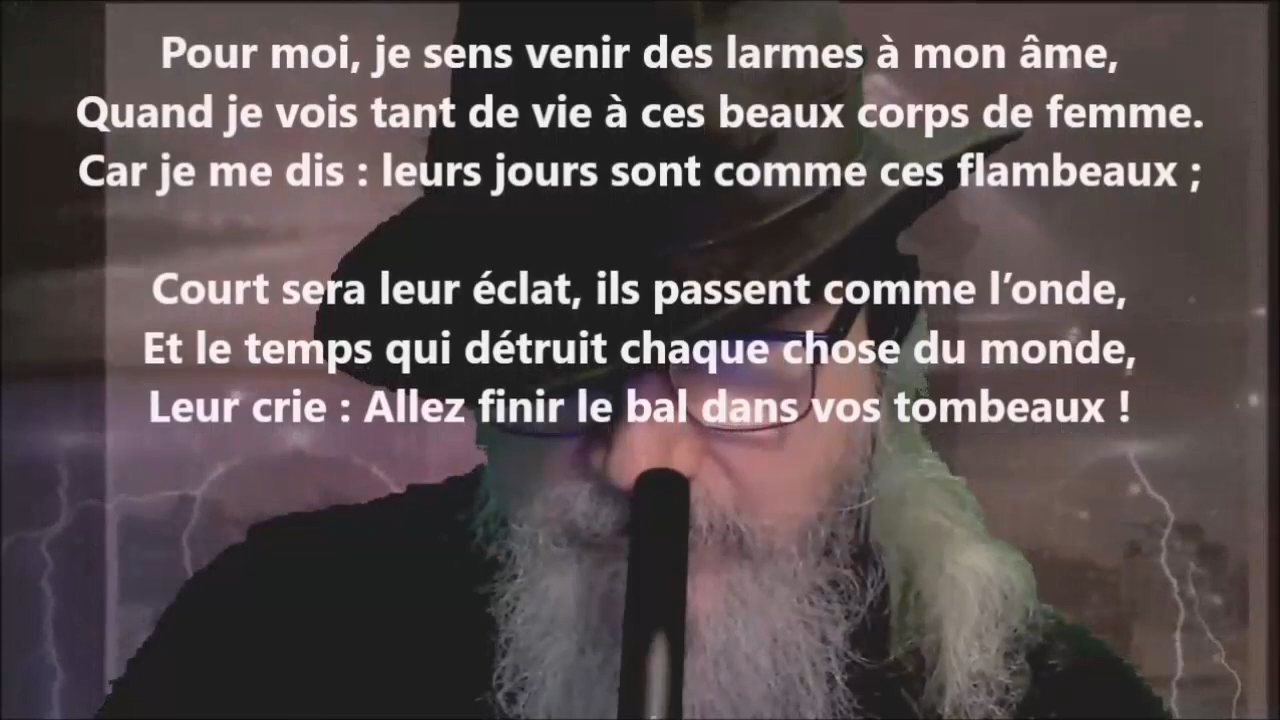 Pour moi, je sens venir des larmes à mon âme,
Quand je vois tant de vie à ces beaux corps de femme.
Car je me dis : leurs jours sont comme ces flambeaux ;
Court sera leur éclat, ils passent comme l’onde,
Et le temps qui détruit chaque chose du monde,
Leur crie : Allez finir le bal dans vos tombeaux !